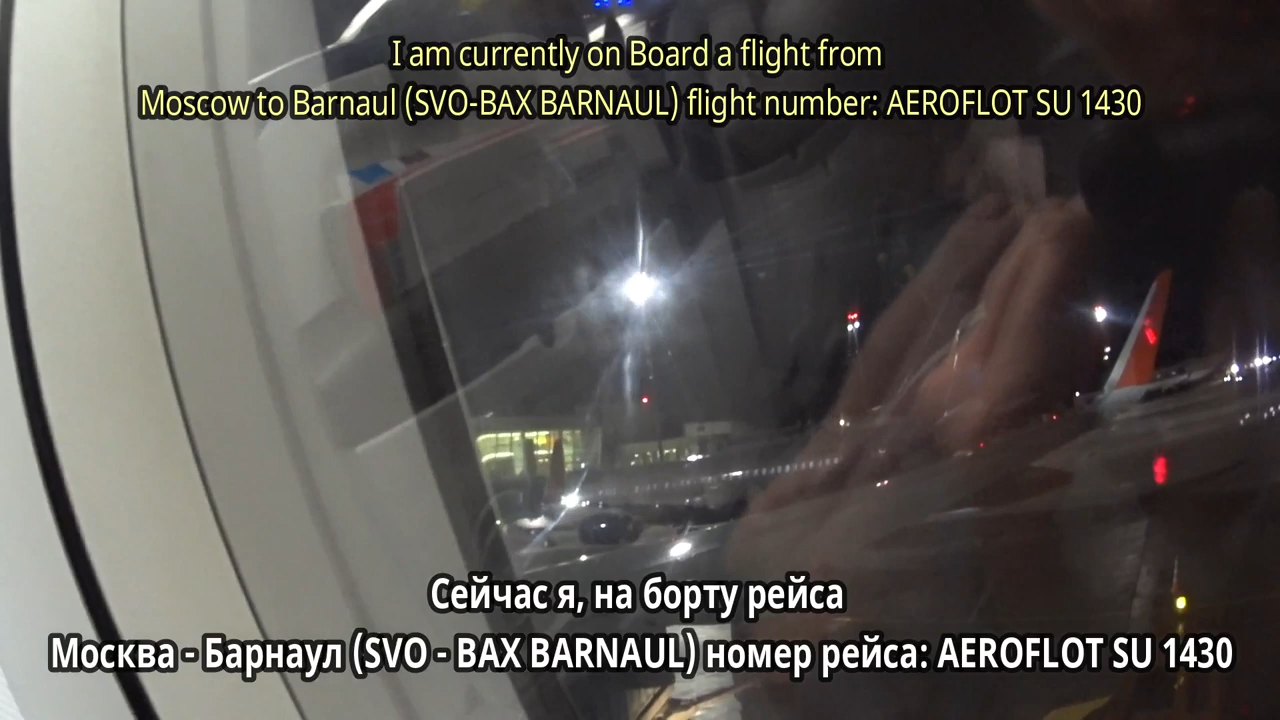 I am currently on Board a flight from
Moscow to Barnaul (SVO-BAX BARNAUL) flight number: AEROFLOT SU 1430
Сейчас я, на борту рейса
Москва - Барнаул (SVO - BAX BARNAUL) номер рейса: AEROFLOT SU 1430